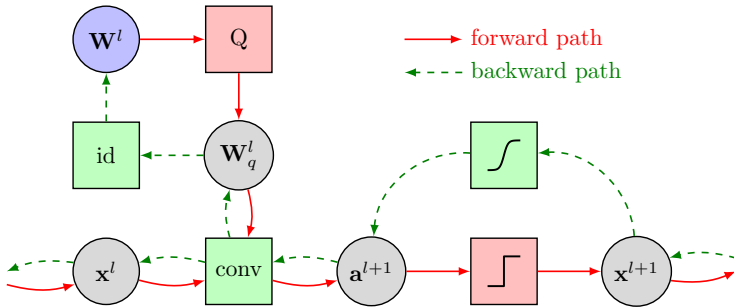 W^l
Q
forward path
backward path
id
W_q^l
x^l
conv
a^{l+1}
x^{l+1}